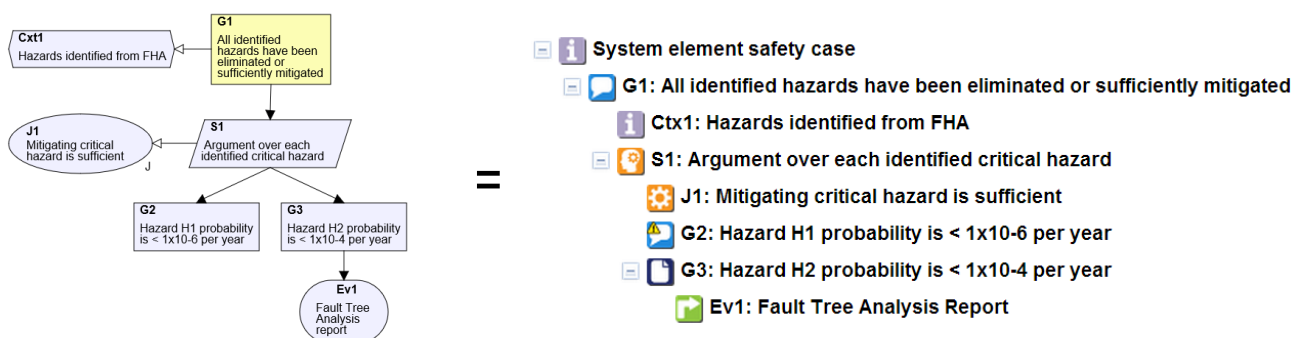 G1
All identified
hazards have been
eliminated or
sufficiently mitigated
Cxt1
Hazards identified from FHA
S1
Argument over each
identified critical hazard
J1
Mitigating critical
hazard is sufficient
J
G2
Hazard H1 probability
is < 1x10-6 per year
G3
Hazard H2 probability
is < 1x10-4 per year
Ev1
Fault Tree
Analysis
report
=
System element safety case
G1: All identified hazards have been eliminated or sufficiently mitigated
Ctx1: Hazards identified from FHA
S1: Argument over each identified critical hazard
J1: Mitigating critical hazard is sufficient
G2: Hazard H1 probability is < 1x10-6 per year
G3: Hazard H2 probability is < 1x10-4 per year
Ev1: Fault Tree Analysis Report